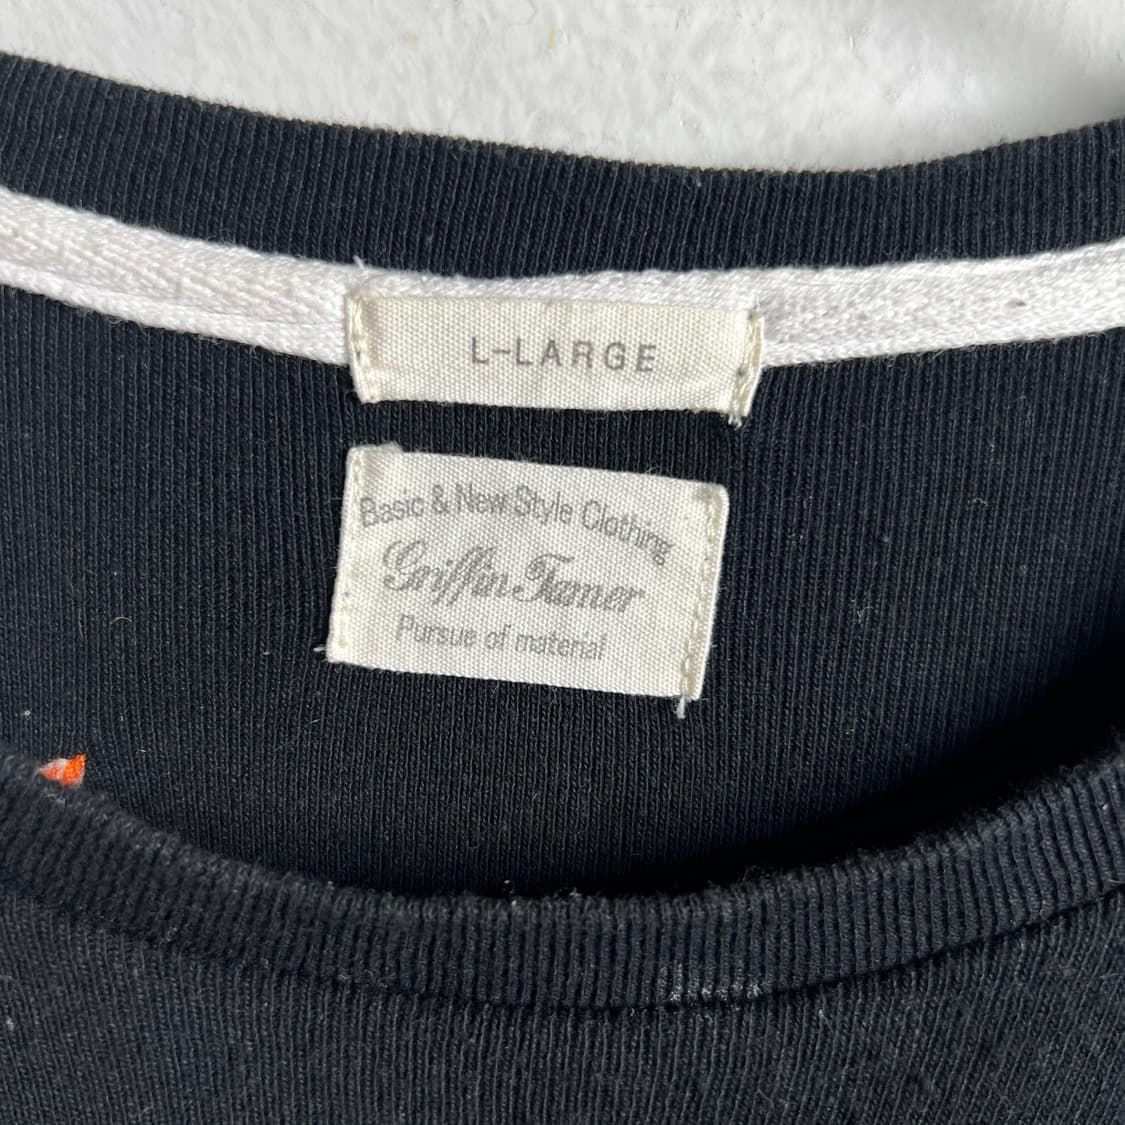 L-LARGE
Basic & New Style Clothing
Griffin Tamer
Pursue of material